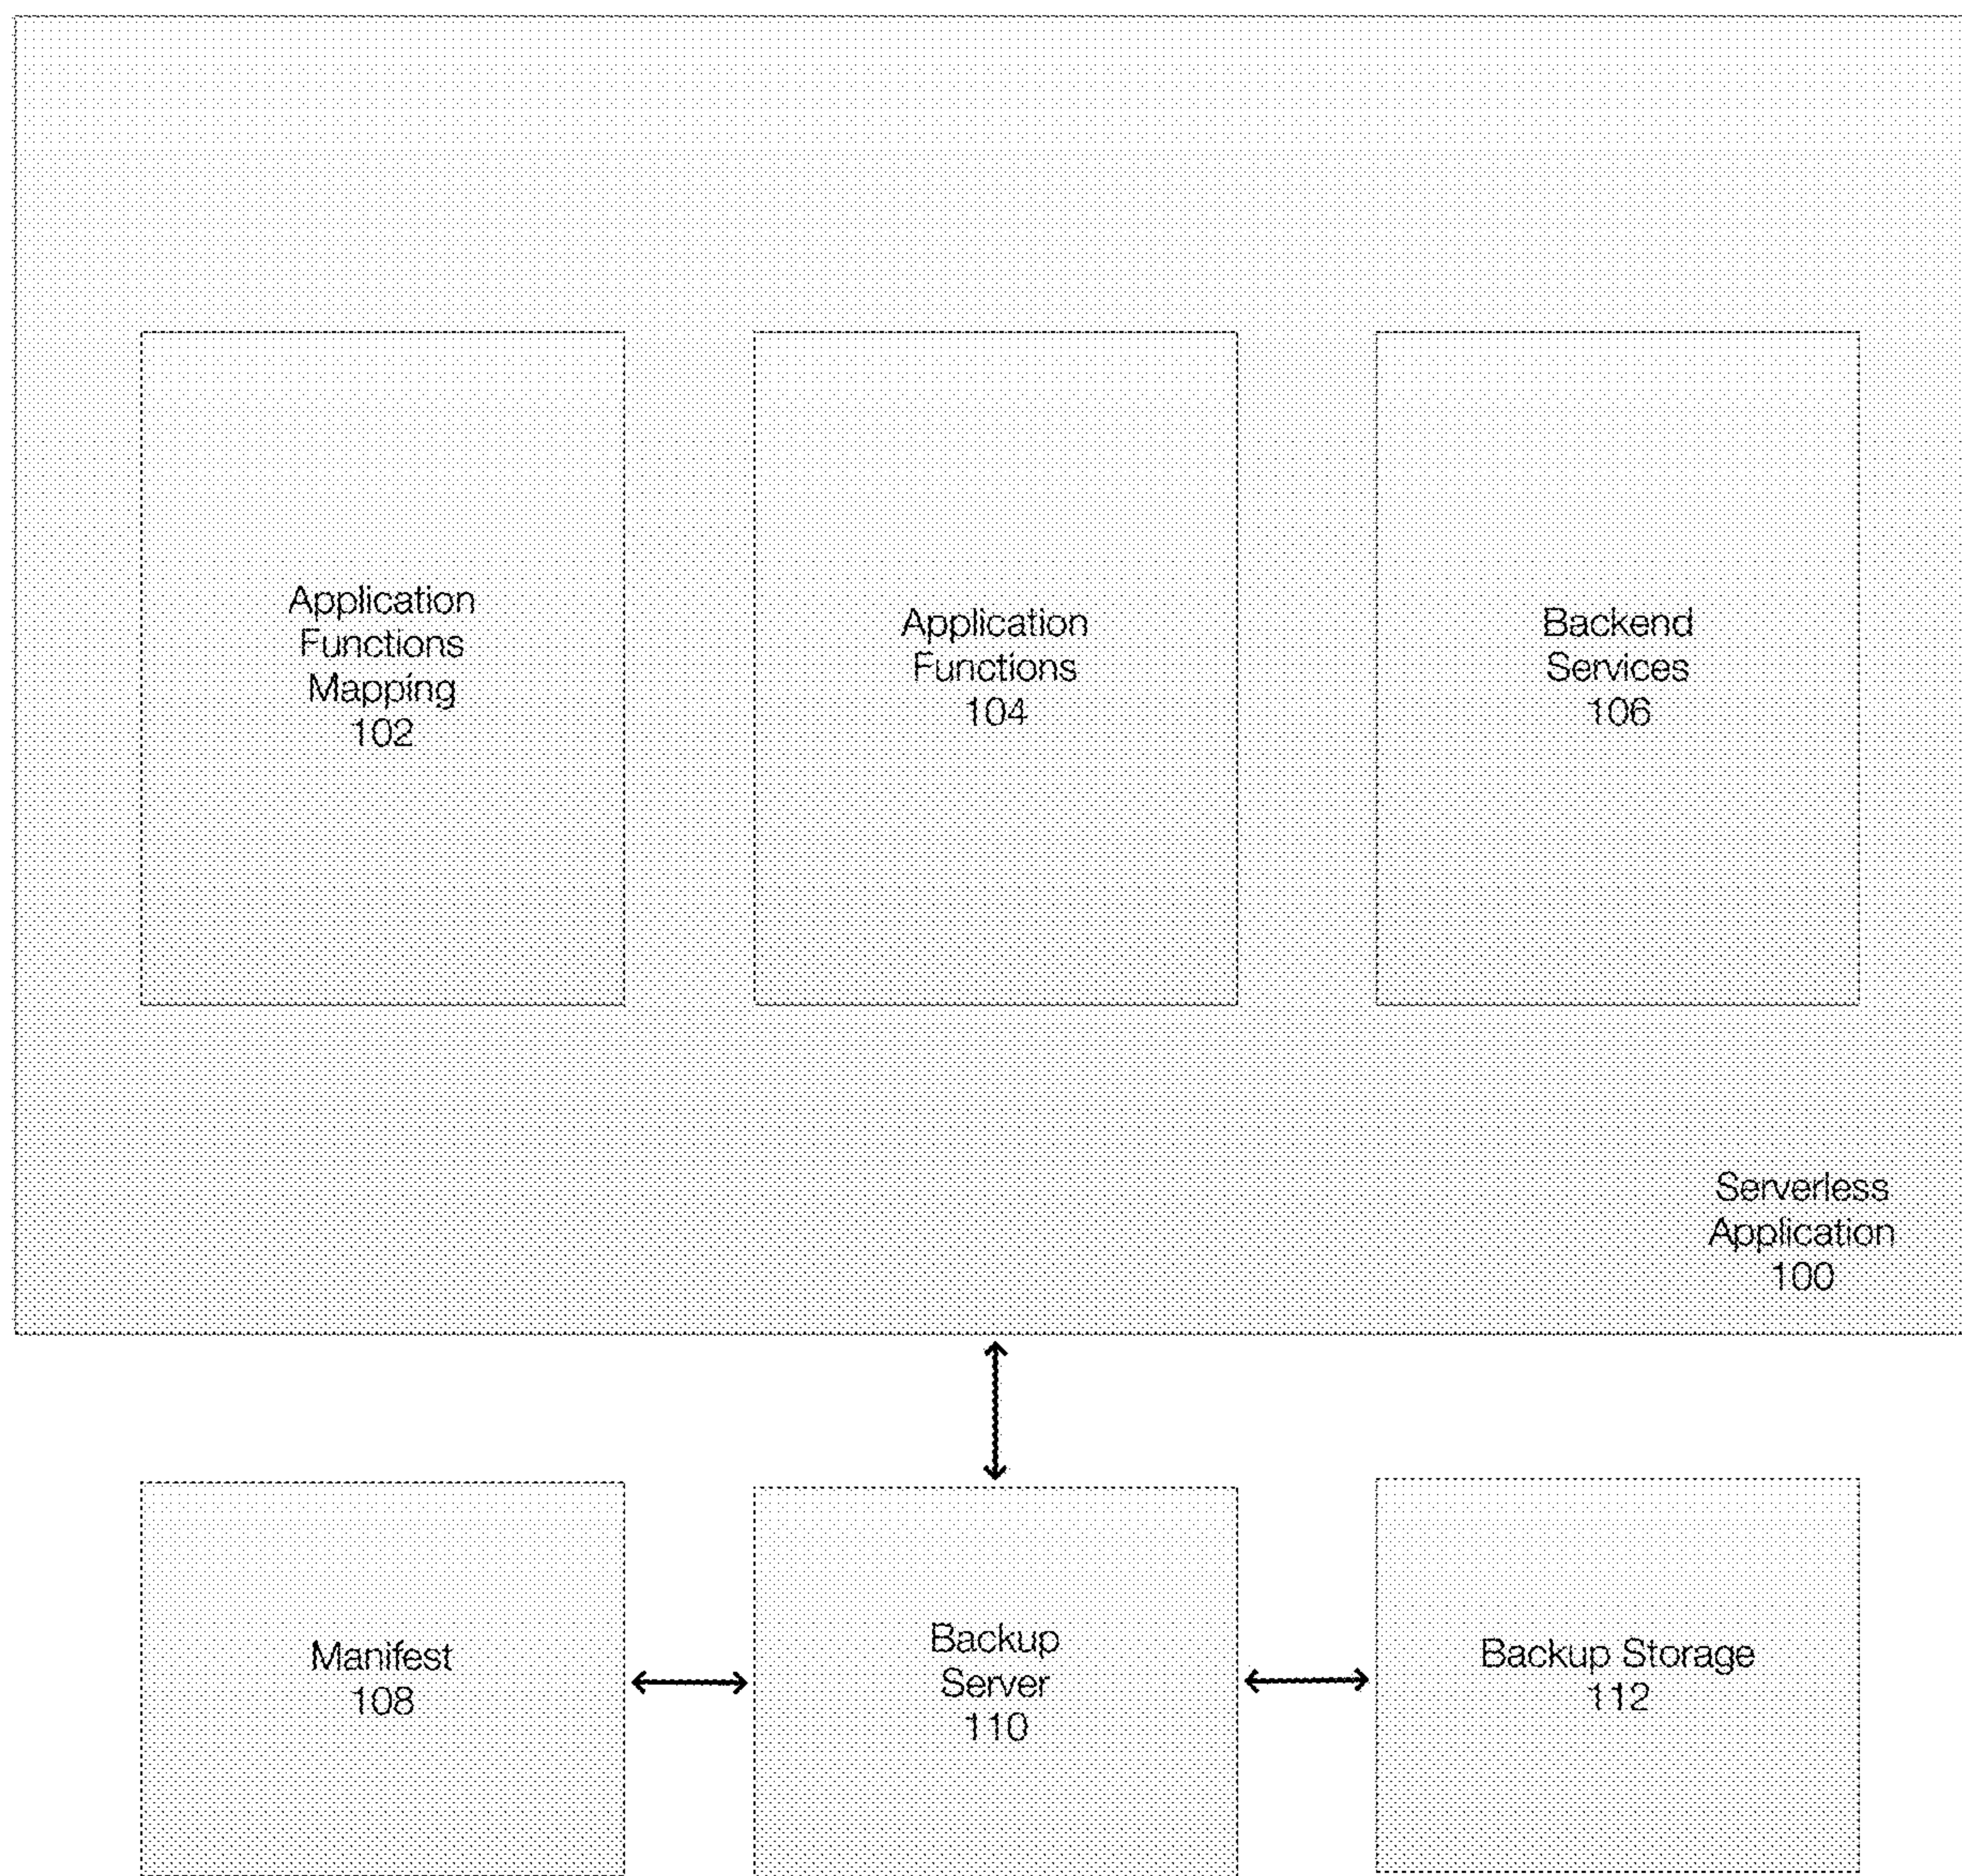 Application
Functions
Mapping
102
Application
Functions
104
Backend
Services
106
Serverless
Application
100
Manifest
108
Backup
Server
110
Backup Storage
112